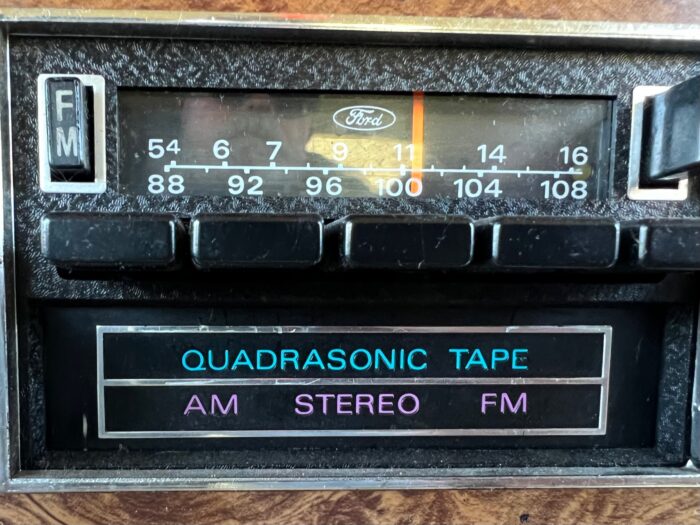 FM
Ford
54 6 7 9 11 14 16
88 92 96 100 104 108
QUADRASONIC TAPE
AM STEREO FM